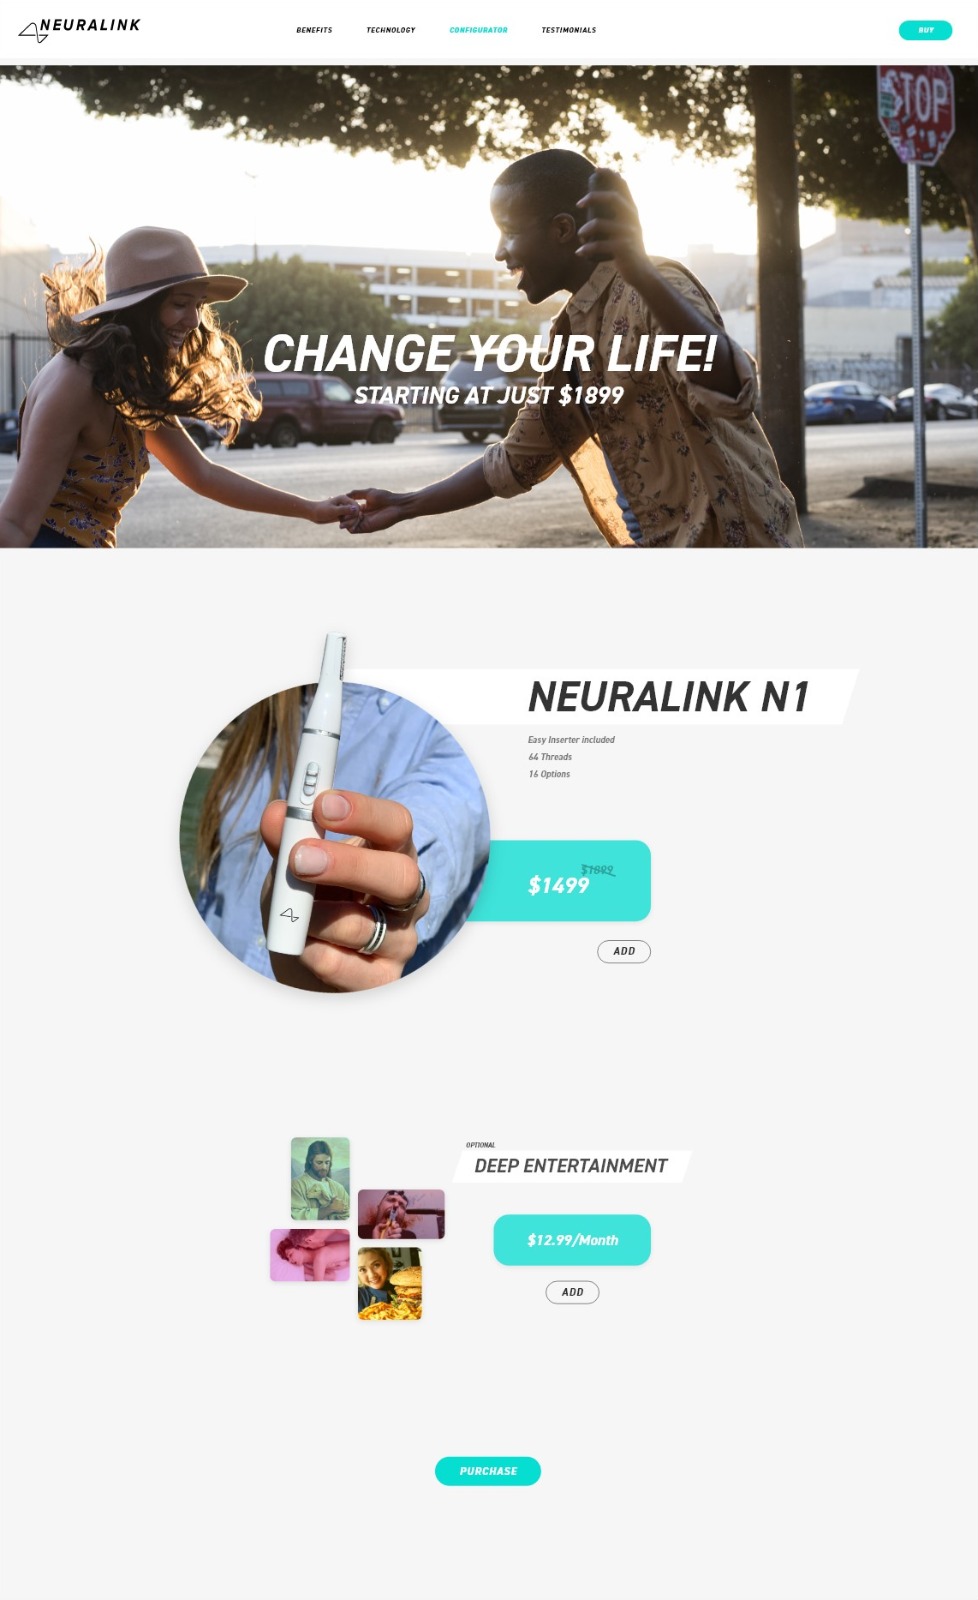 NEURALINK
BENEFITS
TECHNOLOGY
CONFIGURATOR
TESTIMONIALS
BUY
STOP
CHANGE YOUR LIFE!
STARTING AT JUST $1899
NEURALINK N1
Easy Inserter included
64 Threads
16 Options
$1899
$1499
ADD
OPTIONAL
DEEP ENTERTAINMENT
$12.99/Month
ADD
PURCHASE